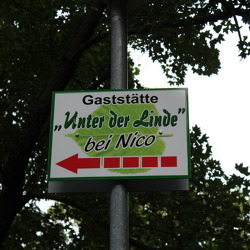 Gaststätte
„Unter der Linde"
bei Nico